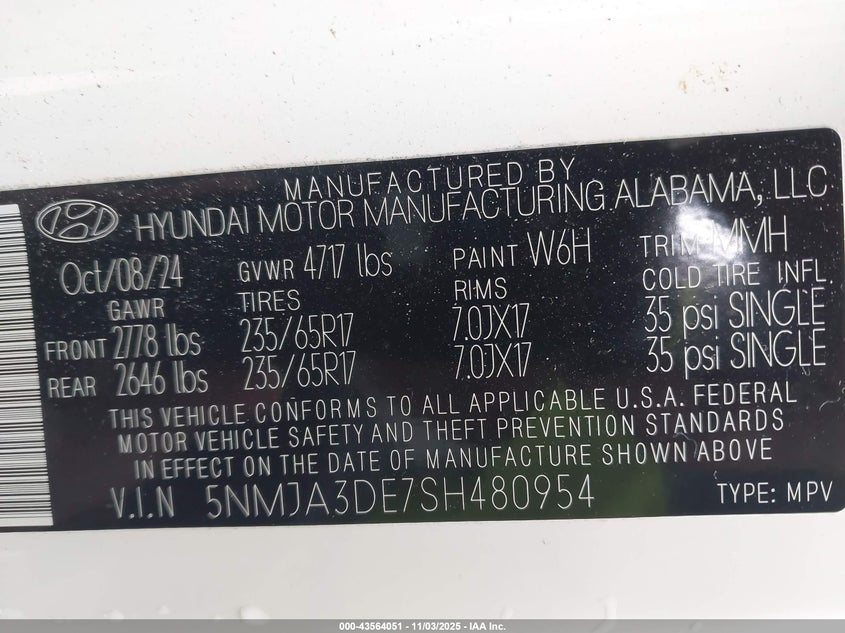 MANUFACTURED BY
HYUNDAI MOTOR MANUFACTURING ALABAMA, LLC
Oct/08/24 GVWR 4717 lbs PAINT W6H TRIM MMH
GAWR TIRES RIMS COLD TIRE INFL.
FRONT 2778 lbs 235/65R17 7.0JX17 35 psi SINGLE
REAR 2646 lbs 235/65R17 7.0JX17 35 psi SINGLE
THIS VEHICLE CONFORMS TO ALL APPLICABLE U.S.A. FEDERAL
MOTOR VEHICLE SAFETY AND THEFT PREVENTION STANDARDS
IN EFFECT ON THE DATE OF MANUFACTURE SHOWN ABOVE
V.I.N 5NMJA3DE7SH480954 TYPE: MPV
000-43564051 - 11/03/2025 - IAA Inc.